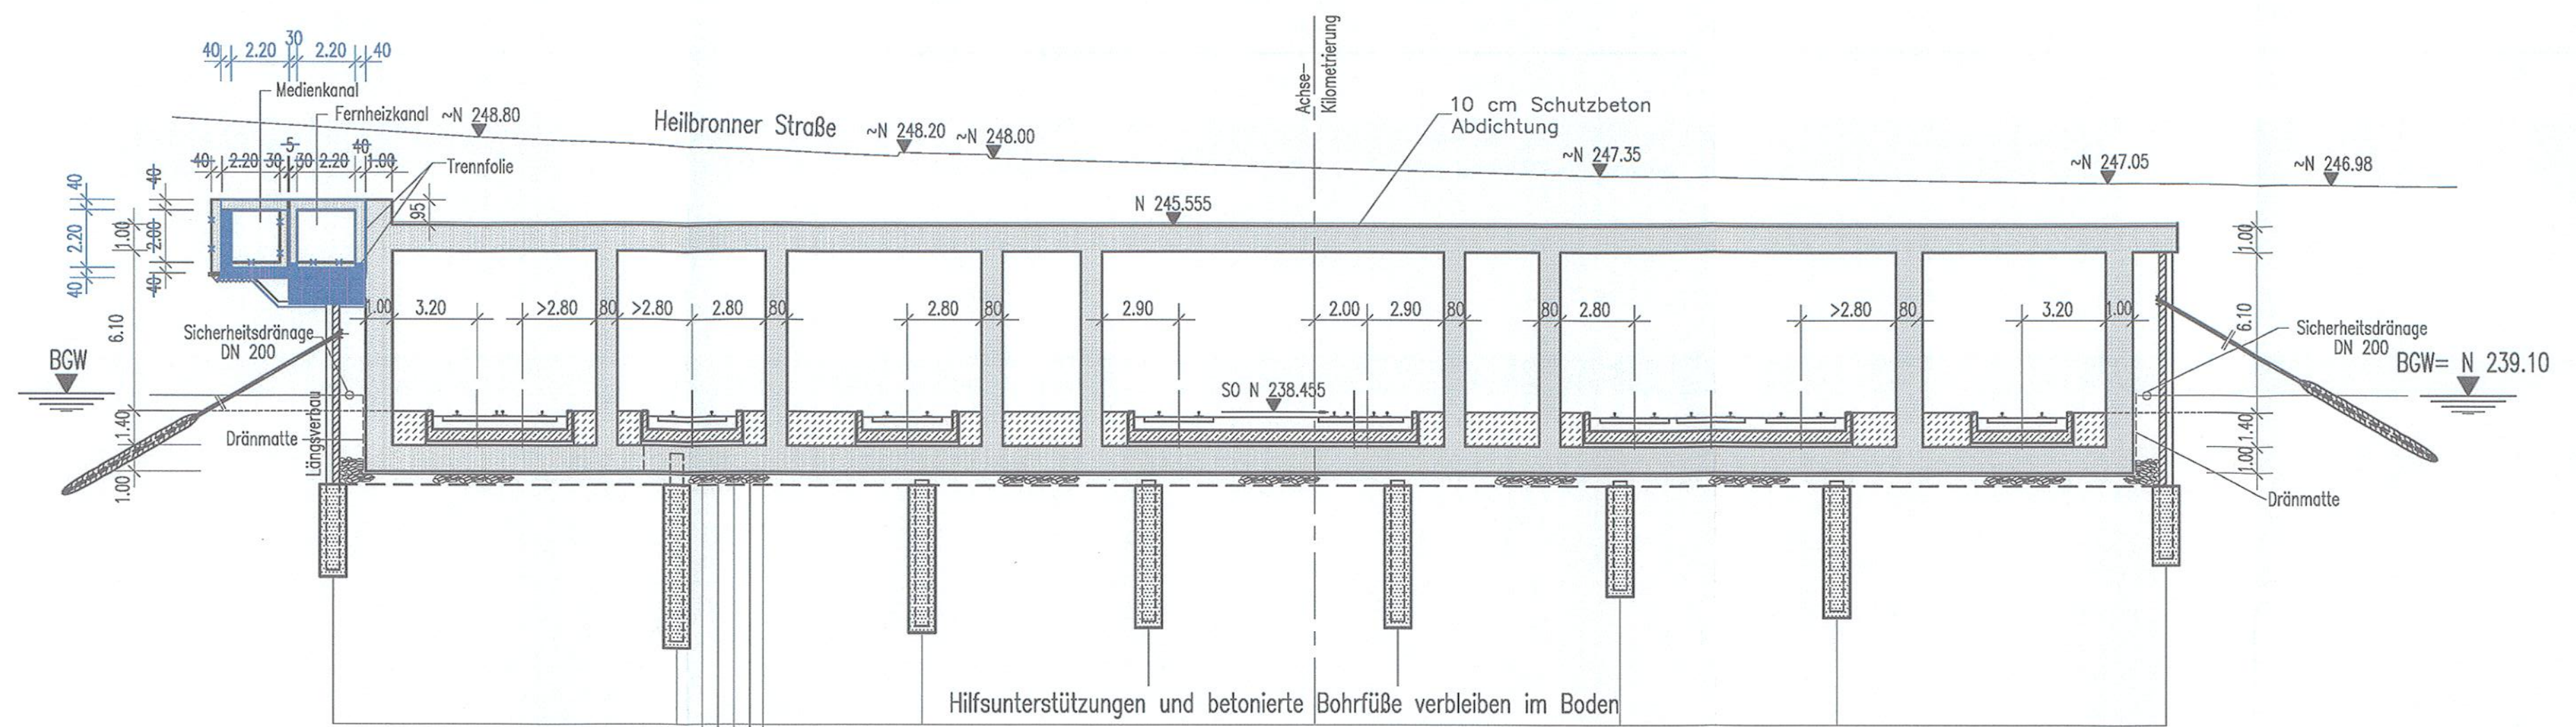 30
40 2.20 2.20 40
Medienkanal
Fernheizkanal
~N 248.80
Heilbronner Straße
~N 248.20
~N 248.00
Achse-
Kilometrierung
10 cm Schutzbeton
Abdichtung
~N 247.35
~N 247.05
~N 246.98
5 40
40 2.20 30 30 2.20 1.00
Trennfolie
40
2.20
40
1.00
6.10
1.40
1.00
40
2.00
40
95
N 245.555
1.00
6.10
1.40
1.00
1.00 3.20 >2.80 80 >2.80 2.80 80 2.80 80 2.90 2.00 2.90 80 80 2.80 >2.80 80 3.20 1.00
Sicherheitsdränage
DN 200
BGW
Längsverbau
Dränmatte
SO N 238.455
Sicherheitsdränage
DN 200
BGW= N 239.10
Dränmatte
Hilfsunterstützungen und betonierte Bohrfüße verbleiben im Boden